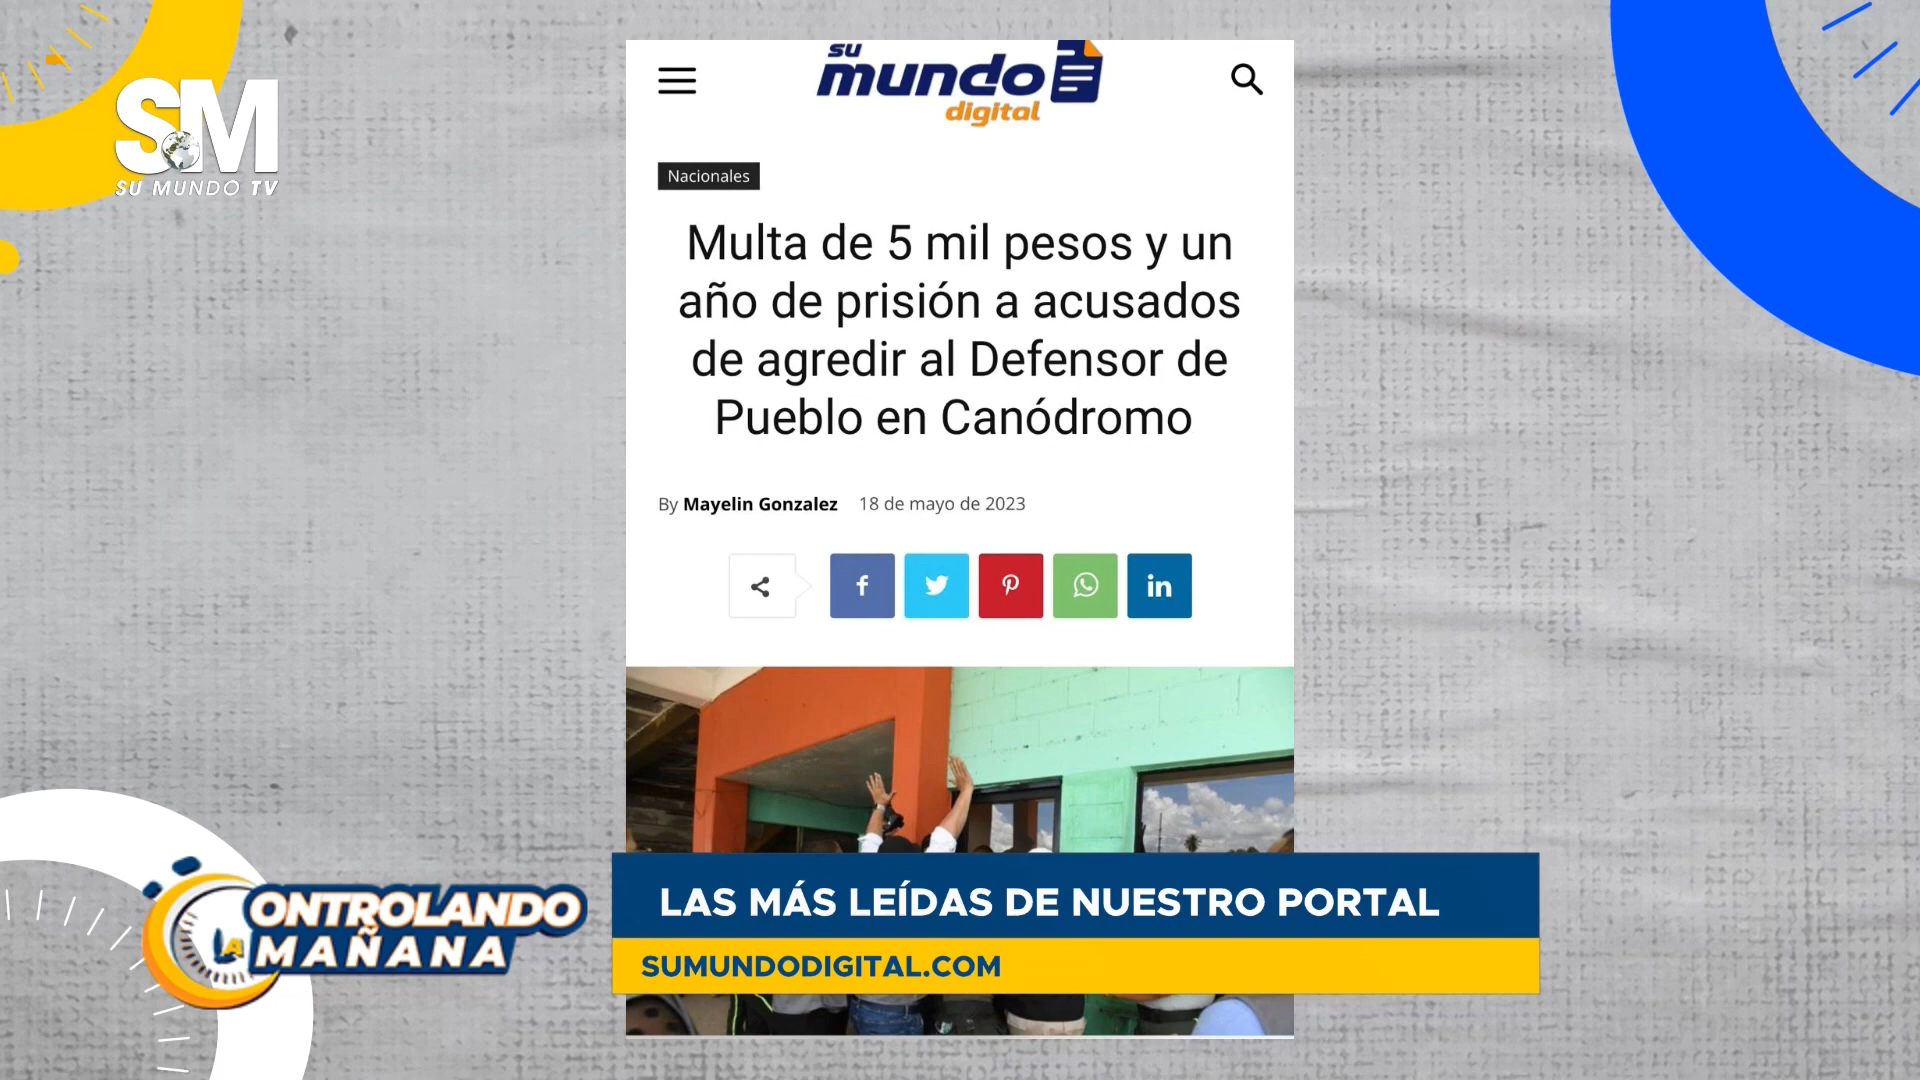 SM
SU MUNDO TV
su
mundo
digital
Nacionales
Multa de 5 mil pesos y un
año de prisión a acusados
de agredir al Defensor de
Pueblo en Canódromo
By Mayelin Gonzalez 18 de mayo de 2023
LAS MÁS LEÍDAS DE NUESTRO PORTAL
SUMUNDODIGITAL.COM
CONTROLANDO
LA MAÑANA